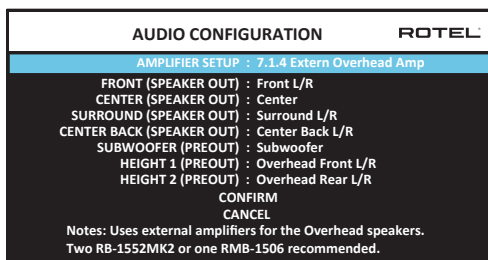 AUDIO CONFIGURATION ROTEL
AMPLIFIER SETUP : 7.1.4 Extern Overhead Amp
FRONT (SPEAKER OUT) : Front L/R
CENTER (SPEAKER OUT) : Center
SURROUND (SPEAKER OUT) : Surround L/R
CENTER BACK (SPEAKER OUT) : Center Back L/R
SUBWOOFER (PREOUT) : Subwoofer
HEIGHT 1 (PREOUT) : Overhead Front L/R
HEIGHT 2 (PREOUT) : Overhead Rear L/R
CONFIRM
CANCEL
Notes: Uses external amplifiers for the Overhead speakers.
Two RB-1552MK2 or one RMB-1506 recommended.